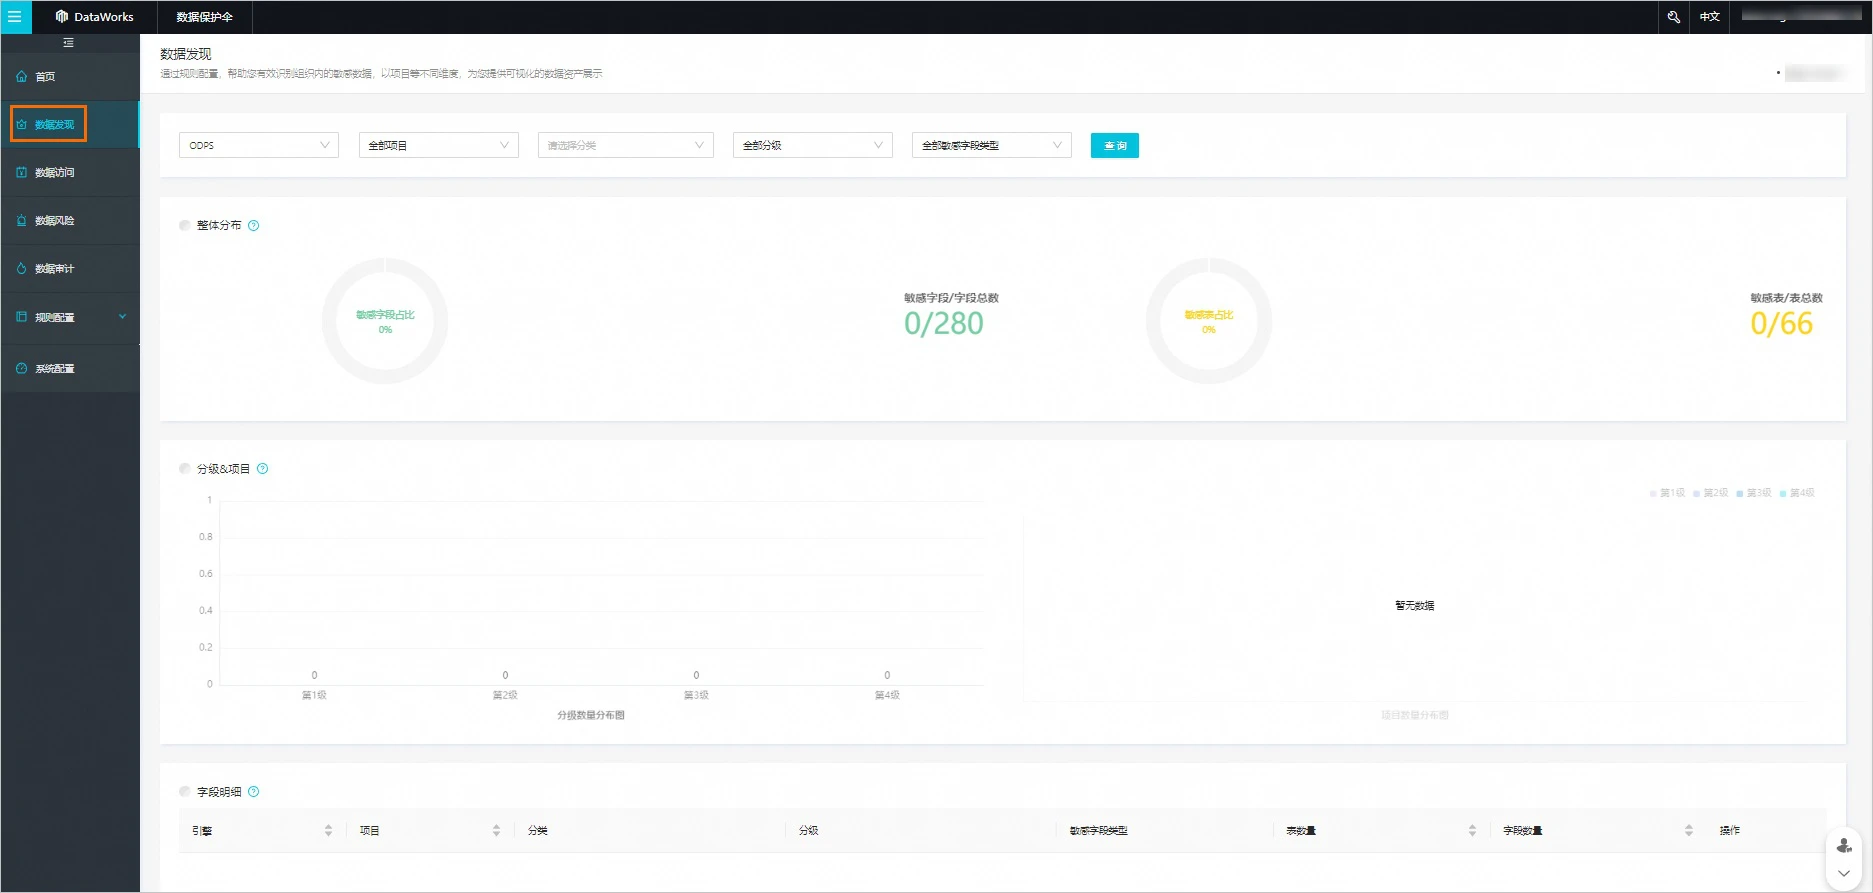 DataWorks
数据保护伞
中文
首页
数据发现
数据访问
数据风险
数据审计
规则配置
系统配置
数据发现
通过规则配置，帮助您有效识别组织内的敏感数据，以项目等不同维度，为您提供可视化的数据资产展示
ODPS
全部项目
请选择分类
全部分级
全部敏感字段类型
查询
整体分布
敏感字段占比
0%
敏感字段/字段总数
0/280
敏感表占比
0%
敏感表/表总数
0/66
分级&项目
1
0.8
0.6
0.4
0.2
0
0 0 0 0
第1级 第2级 第3级 第4级
分级数量分布图
第1级 第2级 第3级 第4级
暂无数据
项目数量分布图
字段明细
引擎 项目 分类 分级 敏感字段类型 表数量 字段数量 操作